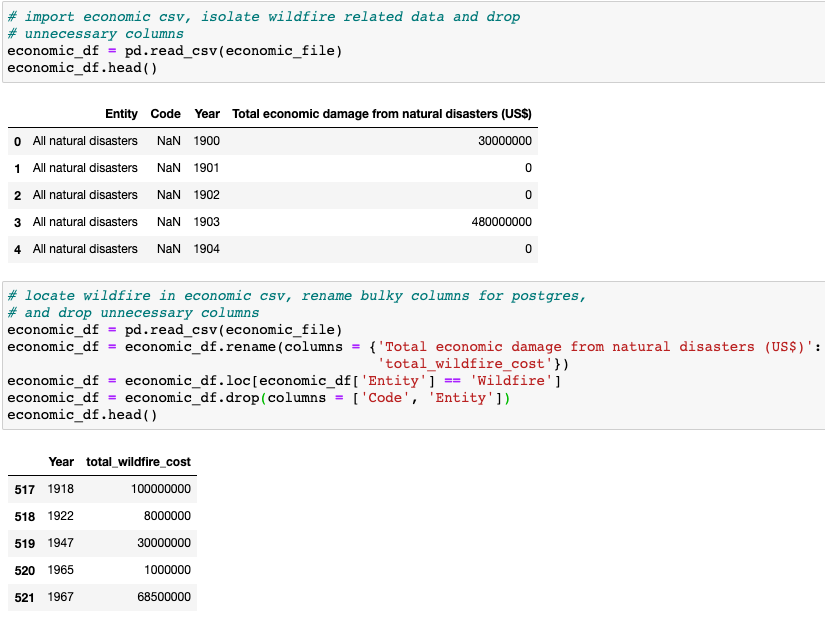 # import economic csv, isolate wildfire related data and drop
# unnecessary columns
economic_df = pd.read_csv(economic_file)
economic_df.head()
Entity Code Year Total economic damage from natural disasters (US$)
0 All natural disasters NaN 1900 30000000
1 All natural disasters NaN 1901 0
2 All natural disasters NaN 1902 0
3 All natural disasters NaN 1903 480000000
4 All natural disasters NaN 1904 0
# locate wildfire in economic csv, rename bulky columns for postgres,
# and drop unnecessary columns
economic_df = pd.read_csv(economic_file)
economic_df = economic_df.rename(columns = {'Total economic damage from natural disasters (US$)':
'total_wildfire_cost'})
economic_df = economic_df.loc[economic_df['Entity'] == 'Wildfire']
economic_df = economic_df.drop(columns = ['Code', 'Entity'])
economic_df.head()
Year total_wildfire_cost
517 1918 100000000
518 1922 8000000
519 1947 30000000
520 1965 1000000
521 1967 68500000